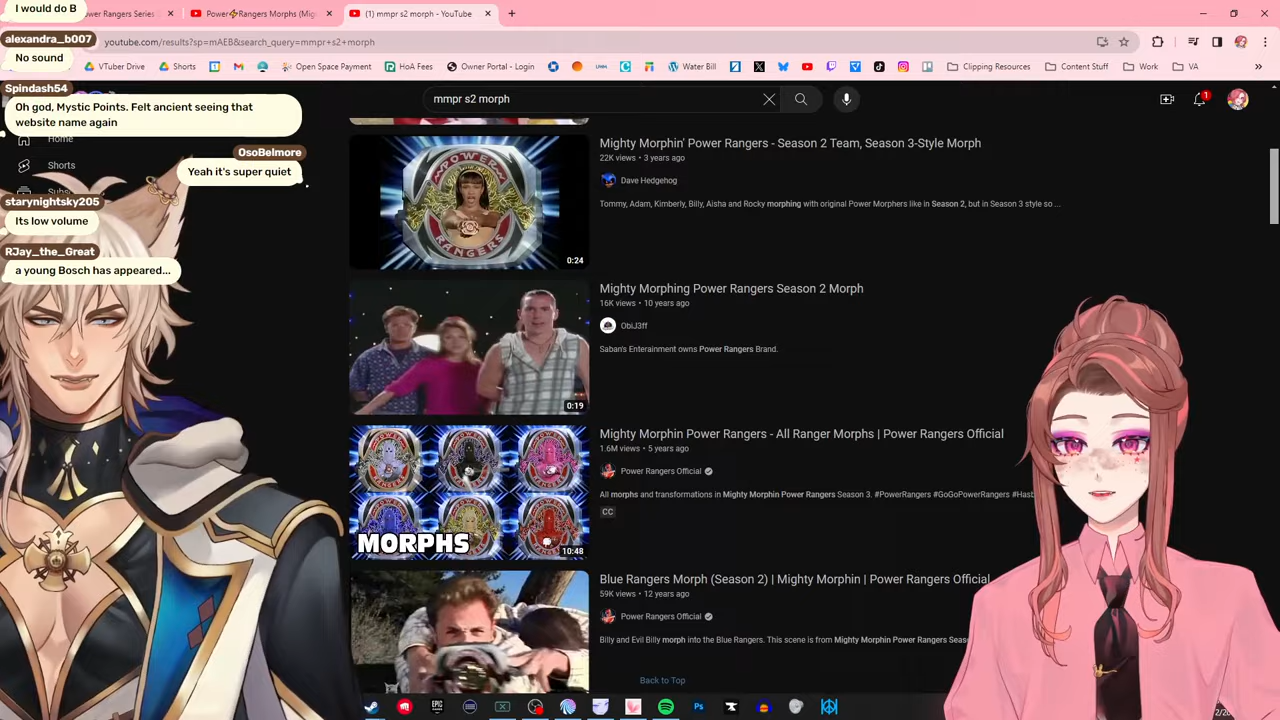 I would do B
ower Rangers Series
Power⚡Rangers Morphs (Mig
(1) mmpr s2 morph - YouTube
alexandra_b007
No sound
youtube.com/results?sp=mAEB&search_query=mmpr+s2+morph
VTuber Drive
Shorts
Open Space Payment
HoA Fees
Owner Portal - Login
Water Bill
Clipping Resources
Content Stuff
Work
VA
Spindash54
Oh god, Mystic Points. Felt ancient seeing that
website name again
mmpr s2 morph
1
Home
OsoBelmore
Yeah it's super quiet
Shorts
Subs
starynightsky205
Its low volume
RJay_the_Great
a young Bosch has appeared...
POWER
RANGERS
0:24
Mighty Morphin' Power Rangers - Season 2 Team, Season 3-Style Morph
22K views • 3 years ago
Dave Hedgehog
Tommy, Adam, Kimberly, Billy, Aisha and Rocky morphing with original Power Morphers like in Season 2, but in Season 3 style so ...
0:19
Mighty Morphing Power Rangers Season 2 Morph
16K views • 10 years ago
ObiJ3ff
Saban's Enterainment owns Power Rangers Brand.
MORPHS
10:48
Mighty Morphin Power Rangers - All Ranger Morphs | Power Rangers Official
1.6M views • 5 years ago
Power Rangers Official
All morphs and transformations in Mighty Morphin Power Rangers Season 3. #PowerRangers #GoGoPowerRangers #Hasb
CC
Blue Rangers Morph (Season 2) | Mighty Morphin | Power Rangers Official
59K views • 12 years ago
Power Rangers Official
Billy and Evil Billy morph into the Blue Rangers. This scene is from Mighty Morphin Power Rangers Seas
Back to Top
EPIC
Ps